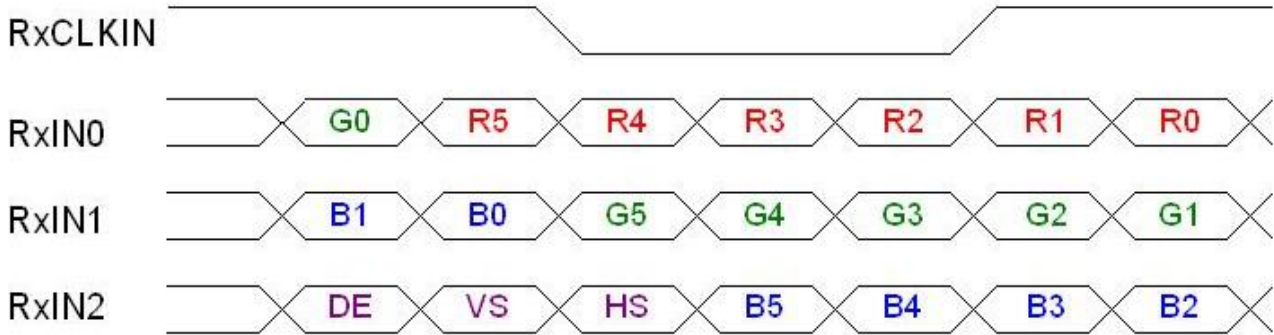 RxCLKIN
RxIN0 G0 R5 R4 R3 R2 R1 R0
RxIN1 B1 B0 G5 G4 G3 G2 G1
RxIN2 DE VS HS B5 B4 B3 B2